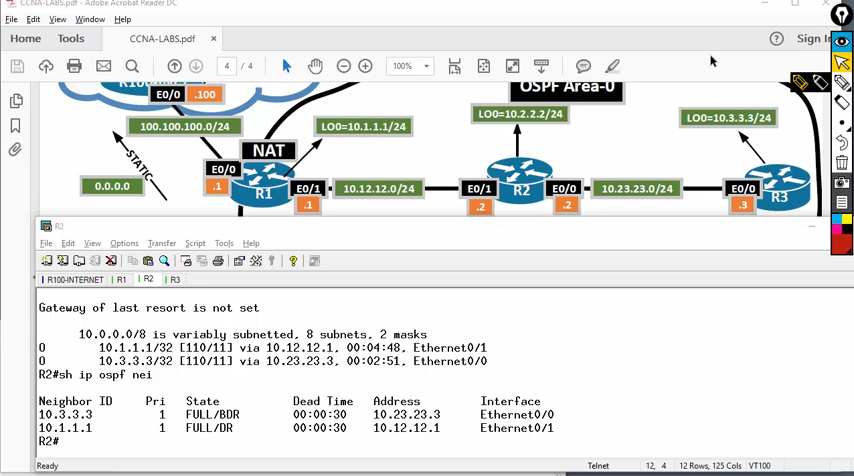 CCNA-LABS.pdf - Adobe Acrobat Reader DC
File Edit View Window Help
Home Tools CCNA-LABS.pdf × ? Sign In
4 / 4 100%
E0/0 .100 OSPF Area-0
100.100.100.0/24 LO0=10.1.1.1/24 LO0=10.2.2.2/24 LO0=10.3.3.3/24
NAT
STATIC
0.0.0.0 E0/0 .1 R1 E0/1 .1 10.12.12.0/24 E0/1 .2 R2 E0/0 .2 10.23.23.0/24 E0/0 .3 R3
R2
File Edit View Options Transfer Script Tools Help
R100-INTERNET R1 R2 R3
Gateway of last resort is not set
10.0.0.0/8 is variably subnetted, 8 subnets, 2 masks
O 10.1.1.1/32 [110/11] via 10.12.12.1, 00:04:48, Ethernet0/1
O 10.3.3.3/32 [110/11] via 10.23.23.3, 00:02:51, Ethernet0/0
R2#sh ip ospf nei
Neighbor ID Pri State Dead Time Address Interface
10.3.3.3 1 FULL/BDR 00:00:30 10.23.23.3 Ethernet0/0
10.1.1.1 1 FULL/DR 00:00:30 10.12.12.1 Ethernet0/1
R2#
Ready Telnet 12, 4 12 Rows, 125 Cols VT100